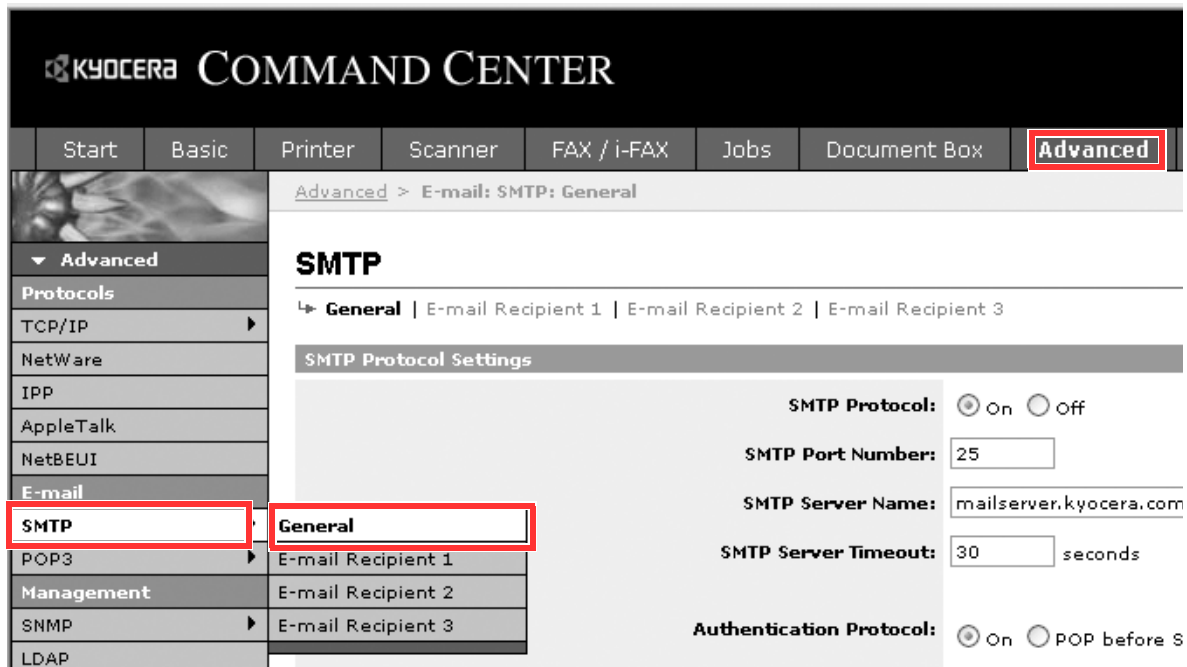 KYOCERA COMMAND CENTER
Start Basic Printer Scanner FAX / i-FAX Jobs Document Box Advanced
Advanced > E-mail: SMTP: General
Advanced
SMTP
Protocols
General | E-mail Recipient 1 | E-mail Recipient 2 | E-mail Recipient 3
TCP/IP
NetWare
SMTP Protocol Settings
IPP
SMTP Protocol: On Off
AppleTalk
NetBEUI
SMTP Port Number: 25
E-mail
SMTP Server Name: mailserver.kyocera.com
SMTP
General
SMTP Server Timeout: 30 seconds
POP3
E-mail Recipient 1
Management
E-mail Recipient 2
SNMP
E-mail Recipient 3
Authentication Protocol: On POP before S
LDAP